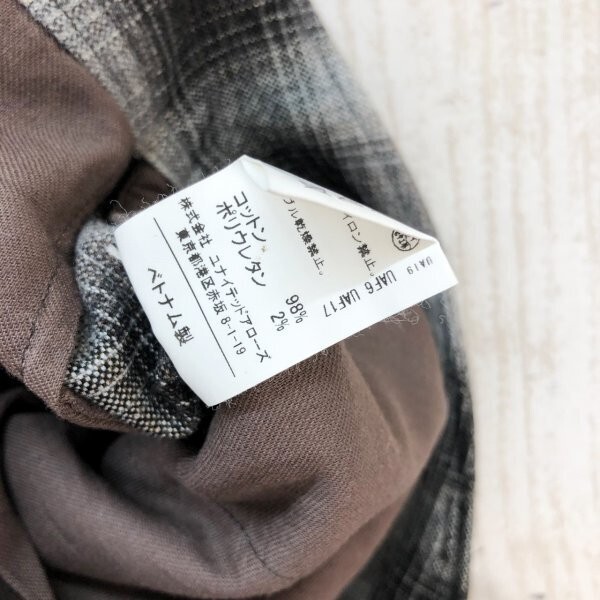 コットン 98%
ポリウレタン 2%
株式会社 ユナイテッドアローズ
東京都港区赤坂 8-1-19
ベトナム製
ル乾燥禁止。
イロン禁止。
UA19 UAF6 UAF17